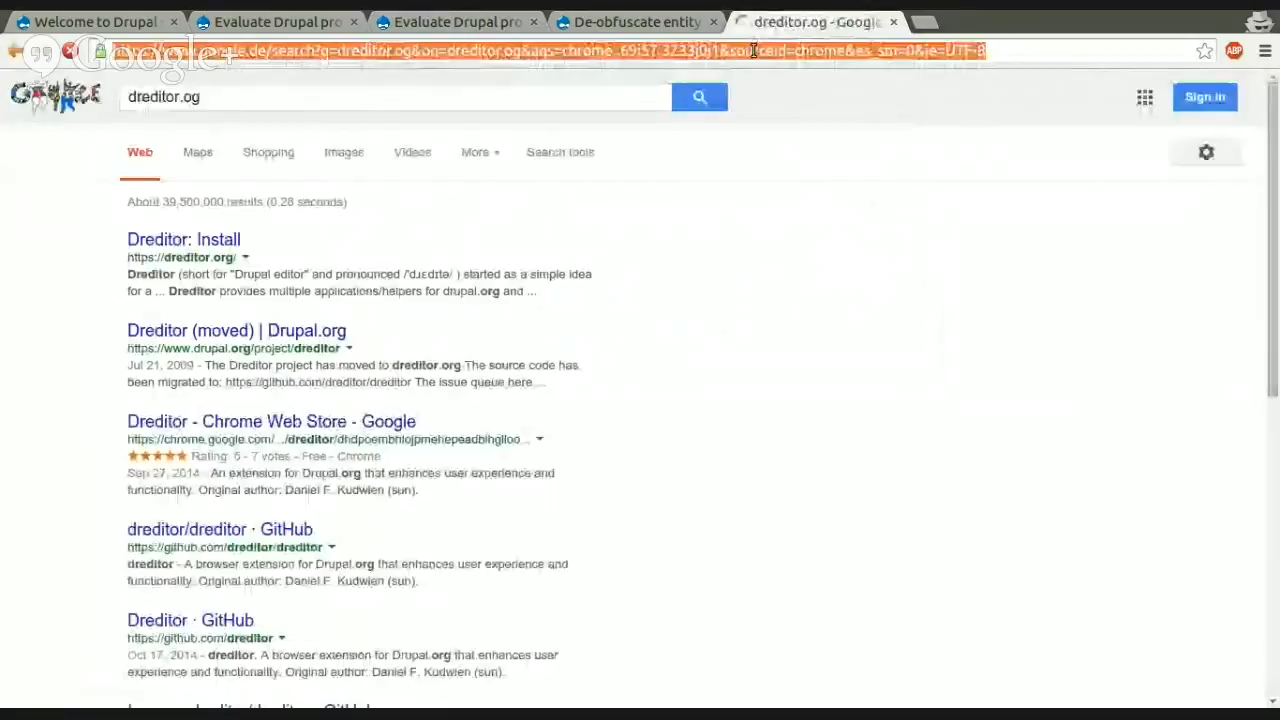 Welcome to Drupal
Evaluate Drupal pro
Evaluate Drupal pro
De-obfuscate entity
dreditor.og - Google
Google+
dreditor.og
Sign in
Web
Maps
Shopping
Images
Videos
More
Search tools
About 39,500,000 results (0.28 seconds)
Dreditor: Install
https://dreditor.org/
Dreditor (short for "Drupal editor" and pronounced ) started as a simple idea
for a ... Dreditor provides multiple applications/helpers for drupal.org and ...
Dreditor (moved) | Drupal.org
https://www.drupal.org/project/dreditor
Jul 21, 2009 - The Dreditor project has moved to dreditor.org The source code has
been migrated to: https://github.com/dreditor/dreditor The issue queue here ...
Dreditor - Chrome Web Store - Google
https://chrome.google.com/.../dreditor/
Rating: 5 - 7 votes - Free - Chrome
Sep 27, 2014 - An extension for Drupal.org that enhances user experience and
functionality. Original author: Daniel F. Kudwien (sun).
dreditor/dreditor · GitHub
https://github.com/dreditor/dreditor
dreditor - A browser extension for Drupal.org that enhances user experience and
functionality. Original author: Daniel F. Kudwien (sun).
Dreditor · GitHub
https://github.com/dreditor
Oct 17, 2014 - dreditor. A browser extension for Drupal.org that enhances user
experience and functionality. Original author: Daniel F. Kudwien (sun).